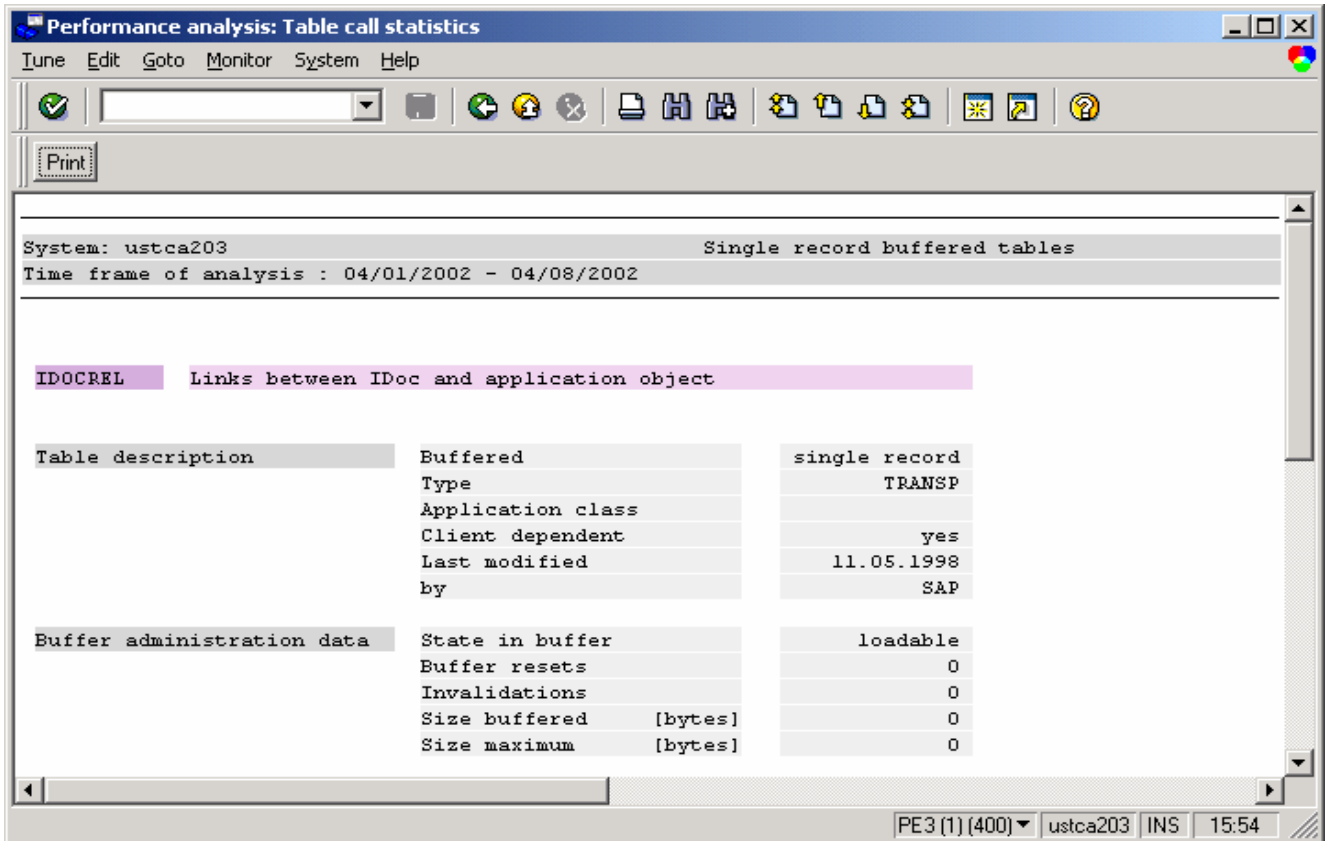 Performance analysis: Table call statistics
Tune Edit Goto Monitor System Help
Print
System: ustca203 Single record buffered tables
Time frame of analysis : 04/01/2002 - 04/08/2002
IDOCREL Links between IDoc and application object
Table description Buffered single record
Type TRANSP
Application class
Client dependent yes
Last modified 11.05.1998
by SAP
Buffer administration data State in buffer loadable
Buffer resets 0
Invalidations 0
Size buffered [bytes] 0
Size maximum [bytes] 0
PE3 (1) (400) ustca203 INS 15:54